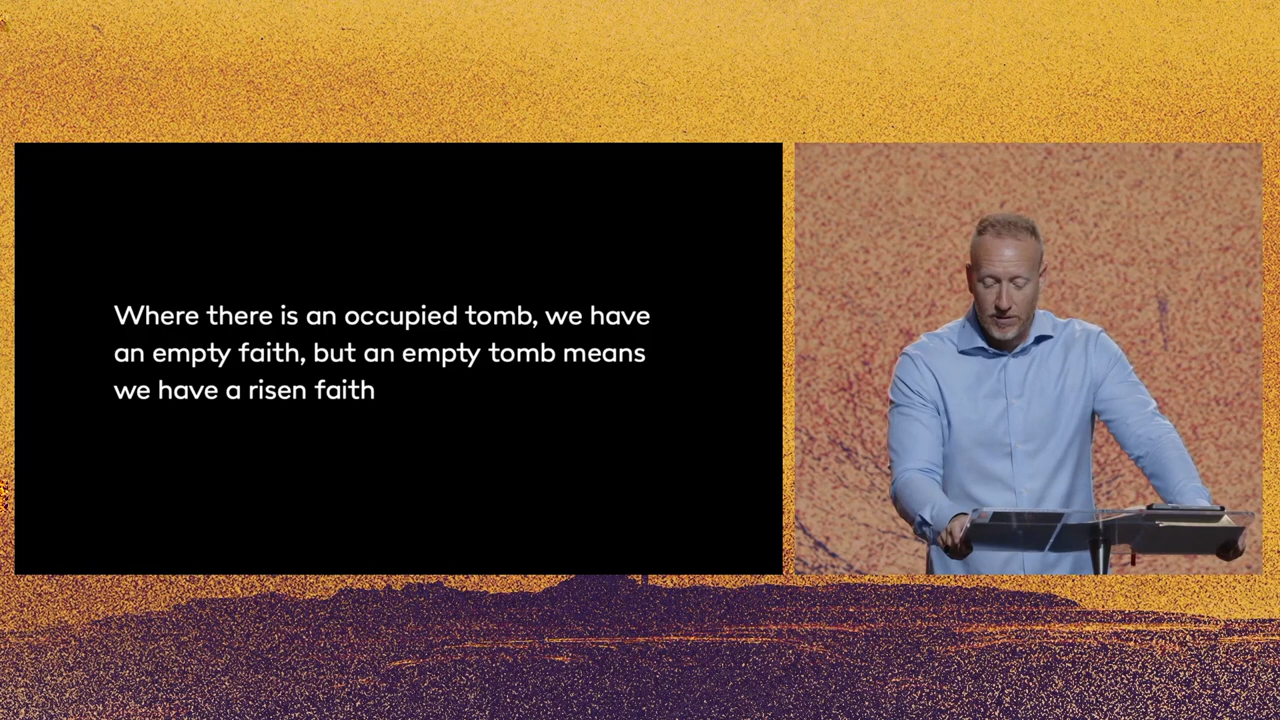 Where there is an occupied tomb, we have
an empty faith, but an empty tomb means
we have a risen faith